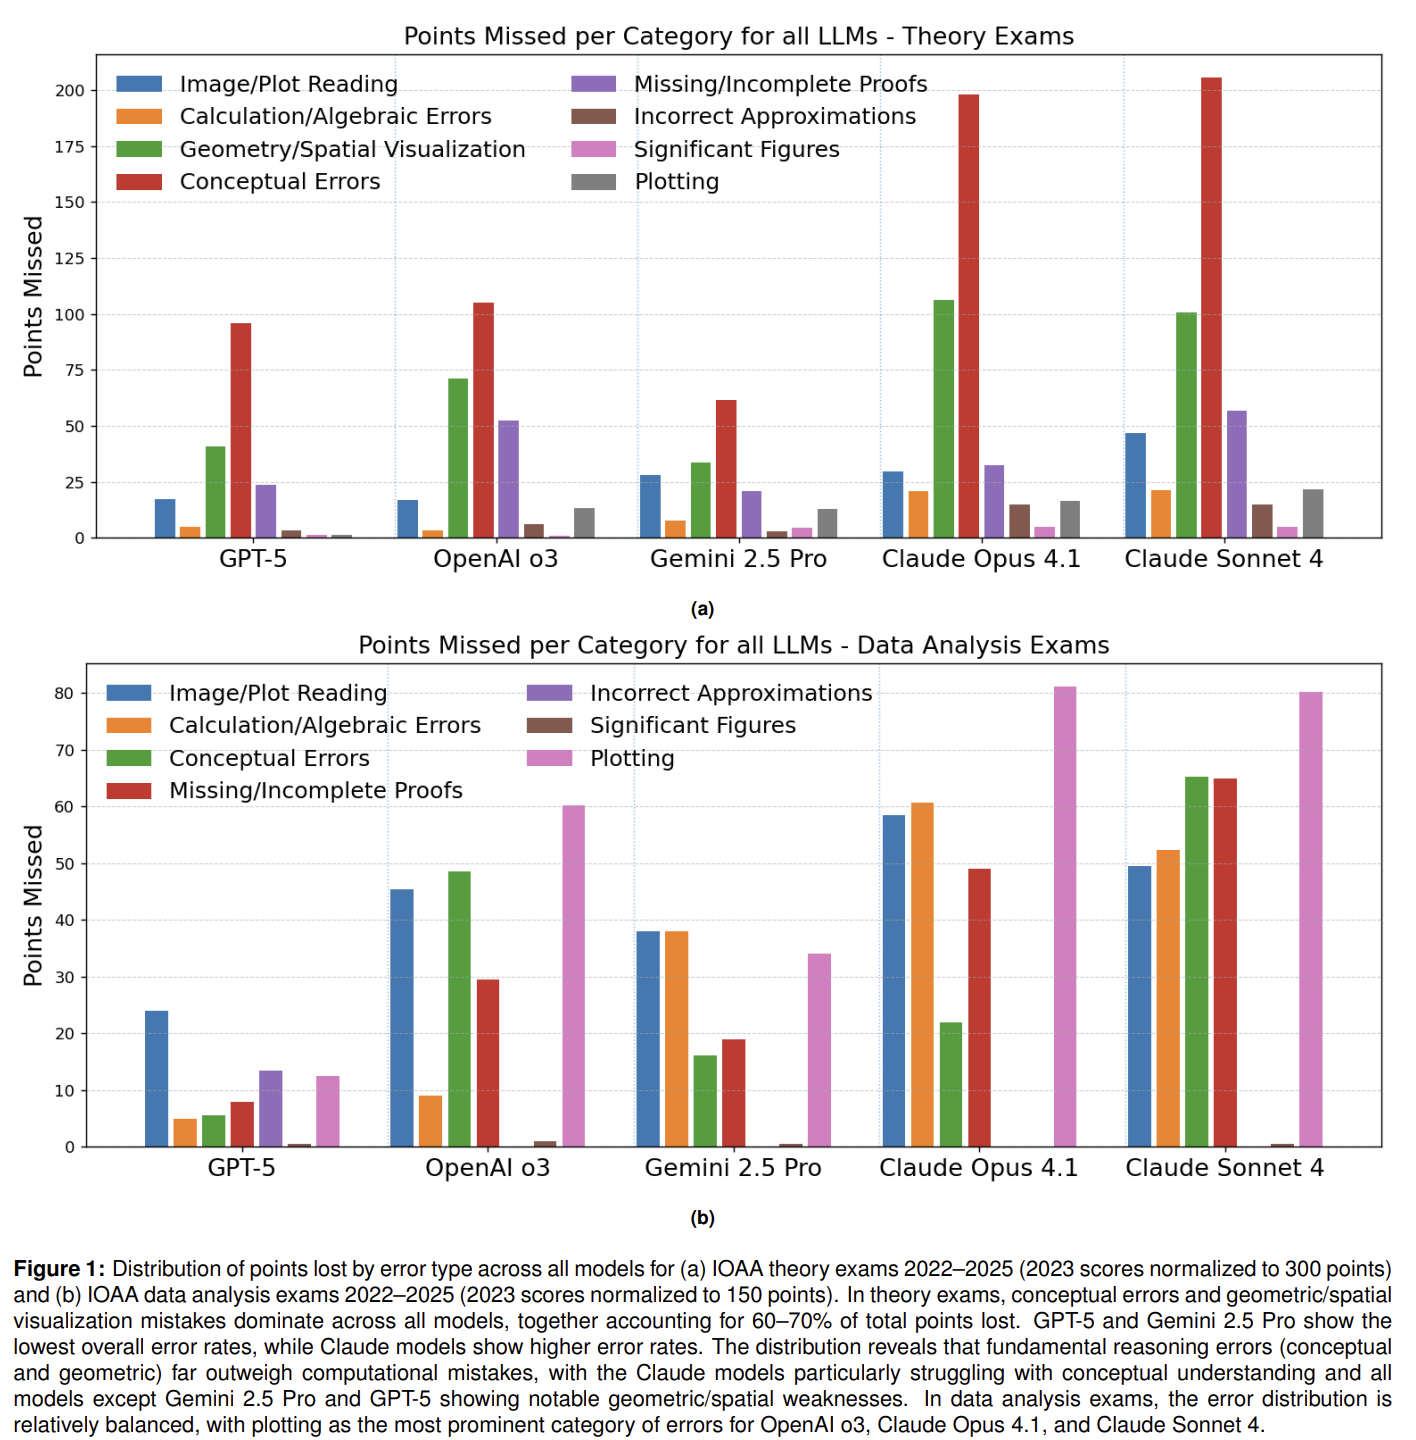 Points Missed per Category for all LLMs - Theory Exams
Image/Plot Reading
Calculation/Algebraic Errors
Geometry/Spatial Visualization
Conceptual Errors
Missing/Incomplete Proofs
Incorrect Approximations
Significant Figures
Plotting
Points Missed
200
175
150
125
100
75
50
25
0
GPT-5
OpenAI o3
Gemini 2.5 Pro
Claude Opus 4.1
Claude Sonnet 4
(a)
Points Missed per Category for all LLMs - Data Analysis Exams
Image/Plot Reading
Calculation/Algebraic Errors
Conceptual Errors
Missing/Incomplete Proofs
Incorrect Approximations
Significant Figures
Plotting
Points Missed
80
70
60
50
40
30
20
10
0
GPT-5
OpenAI o3
Gemini 2.5 Pro
Claude Opus 4.1
Claude Sonnet 4
(b)
Figure 1: Distribution of points lost by error type across all models for (a) IOAA theory exams 2022–2025 (2023 scores normalized to 300 points)
and (b) IOAA data analysis exams 2022–2025 (2023 scores normalized to 150 points). In theory exams, conceptual errors and geometric/spatial
visualization mistakes dominate across all models, together accounting for 60–70% of total points lost. GPT-5 and Gemini 2.5 Pro show the
lowest overall error rates, while Claude models show higher error rates. The distribution reveals that fundamental reasoning errors (conceptual
and geometric) far outweigh computational mistakes, with the Claude models particularly struggling with conceptual understanding and all
models except Gemini 2.5 Pro and GPT-5 showing notable geometric/spatial weaknesses. In data analysis exams, the error distribution is
relatively balanced, with plotting as the most prominent category of errors for OpenAI o3, Claude Opus 4.1, and Claude Sonnet 4.